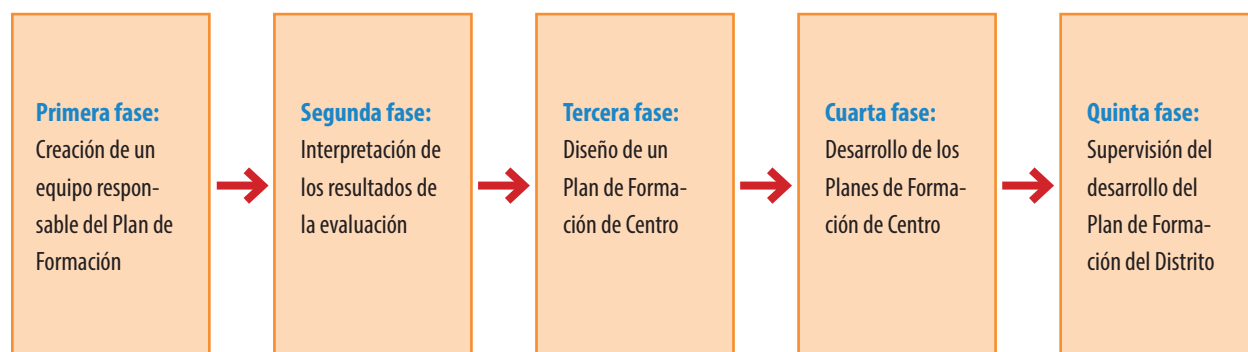 Primera fase:
Creación de un
equipo respon-
sable del Plan de
Formación
Segunda fase:
Interpretación de
los resultados de
la evaluación
Tercera fase:
Diseño de un
Plan de Forma-
ción de Centro
Cuarta fase:
Desarrollo de los
Planes de Forma-
ción de Centro
Quinta fase:
Supervisión del
desarrollo del
Plan de Forma-
ción del Distrito